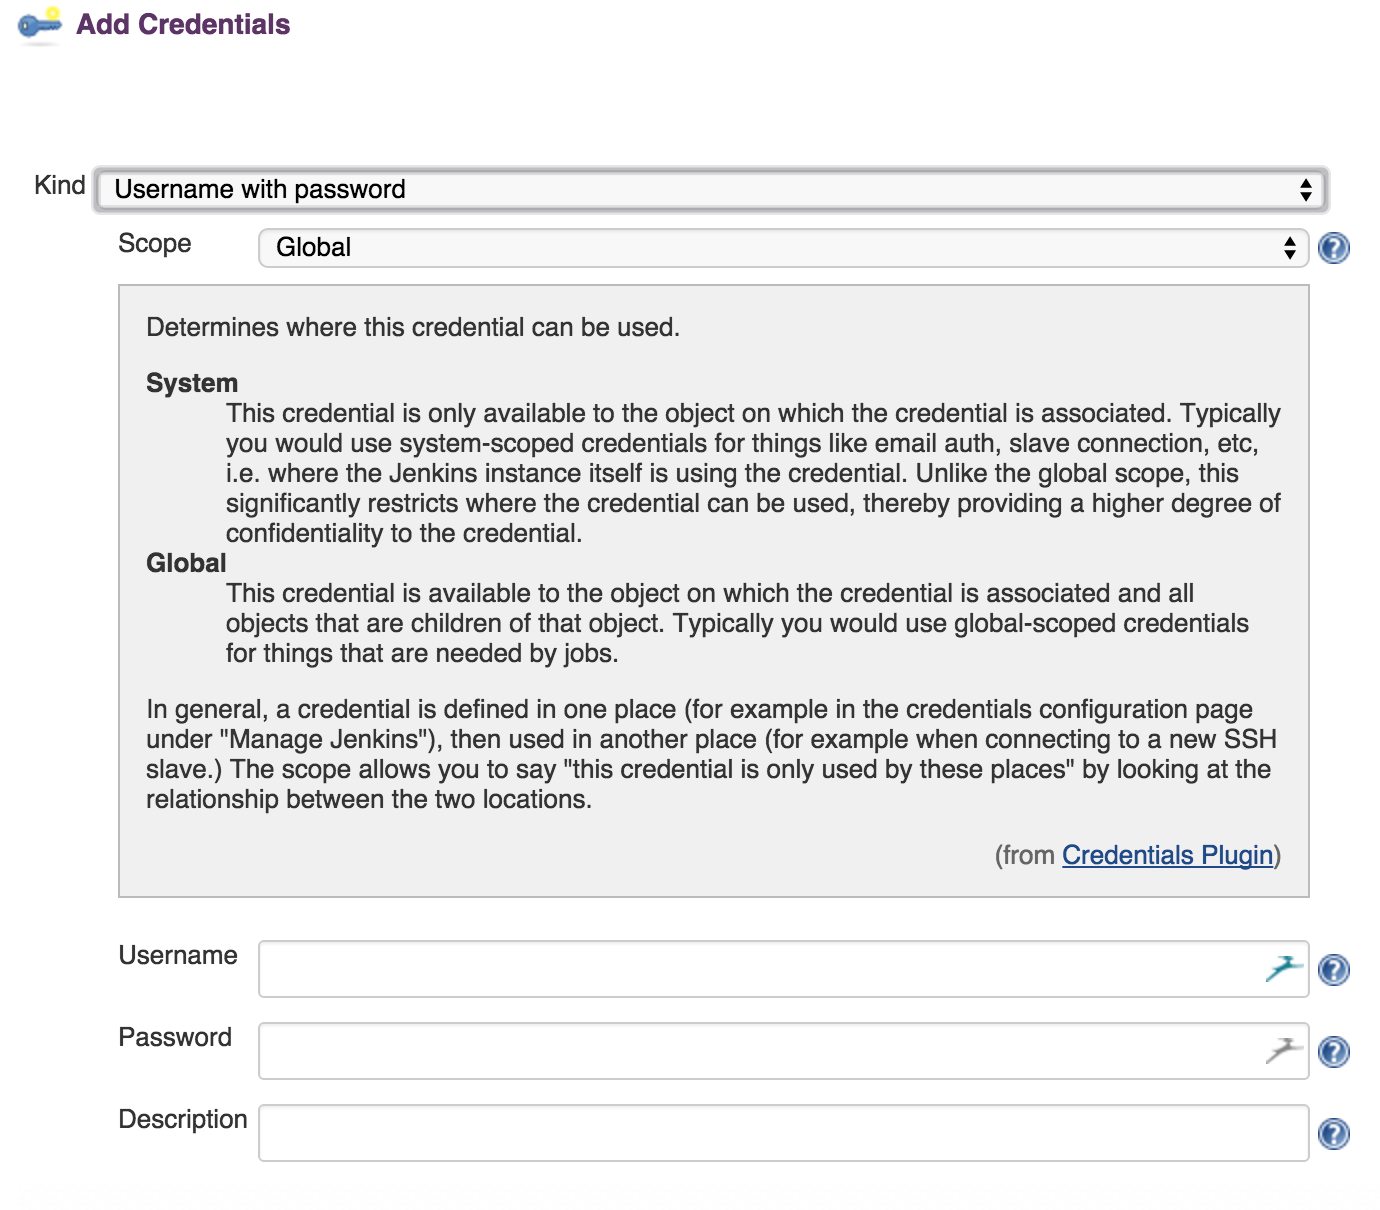 Add Credentials
Kind Username with password
Scope Global
Determines where this credential can be used.
System
This credential is only available to the object on which the credential is associated. Typically
you would use system-scoped credentials for things like email auth, slave connection, etc,
i.e. where the Jenkins instance itself is using the credential. Unlike the global scope, this
significantly restricts where the credential can be used, thereby providing a higher degree of
confidentiality to the credential.
Global
This credential is available to the object on which the credential is associated and all
objects that are children of that object. Typically you would use global-scoped credentials
for things that are needed by jobs.
In general, a credential is defined in one place (for example in the credentials configuration page
under "Manage Jenkins"), then used in another place (for example when connecting to a new SSH
slave.) The scope allows you to say "this credential is only used by these places" by looking at the
relationship between the two locations.
(from Credentials Plugin)
Username
Password
Description